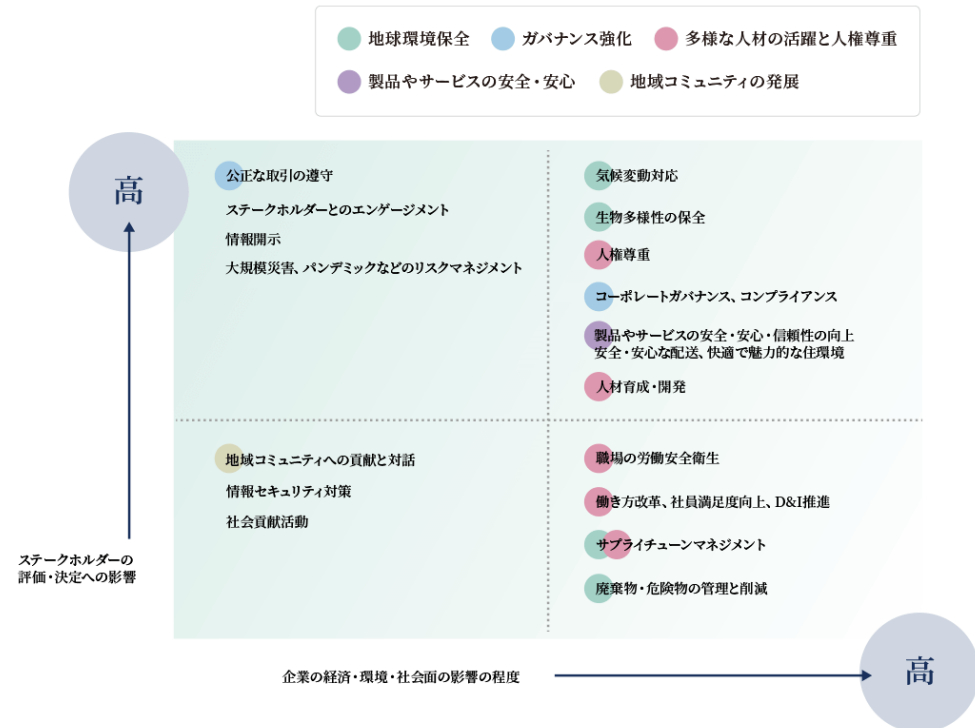 地球環境保全 ガバナンス強化 多様な人材の活躍と人権尊重
製品やサービスの安全・安心 地域コミュニティの発展
高
公正な取引の遵守
ステークホルダーとのエンゲージメント
情報開示
大規模災害、パンデミックなどのリスクマネジメント
気候変動対応
生物多様性の保全
人権尊重
コーポレートガバナンス、コンプライアンス
製品やサービスの安全・安心・信頼性の向上
安全・安心な配送、快適で魅力的な住環境
人材育成・開発
地域コミュニティへの貢献と対話
情報セキュリティ対策
社会貢献活動
職場の労働安全衛生
働き方改革、社員満足度向上、D&I推進
サプライチューンマネジメント
廃棄物・危険物の管理と削減
ステークホルダーの
評価・決定への影響
企業の経済・環境・社会面の影響の程度
高